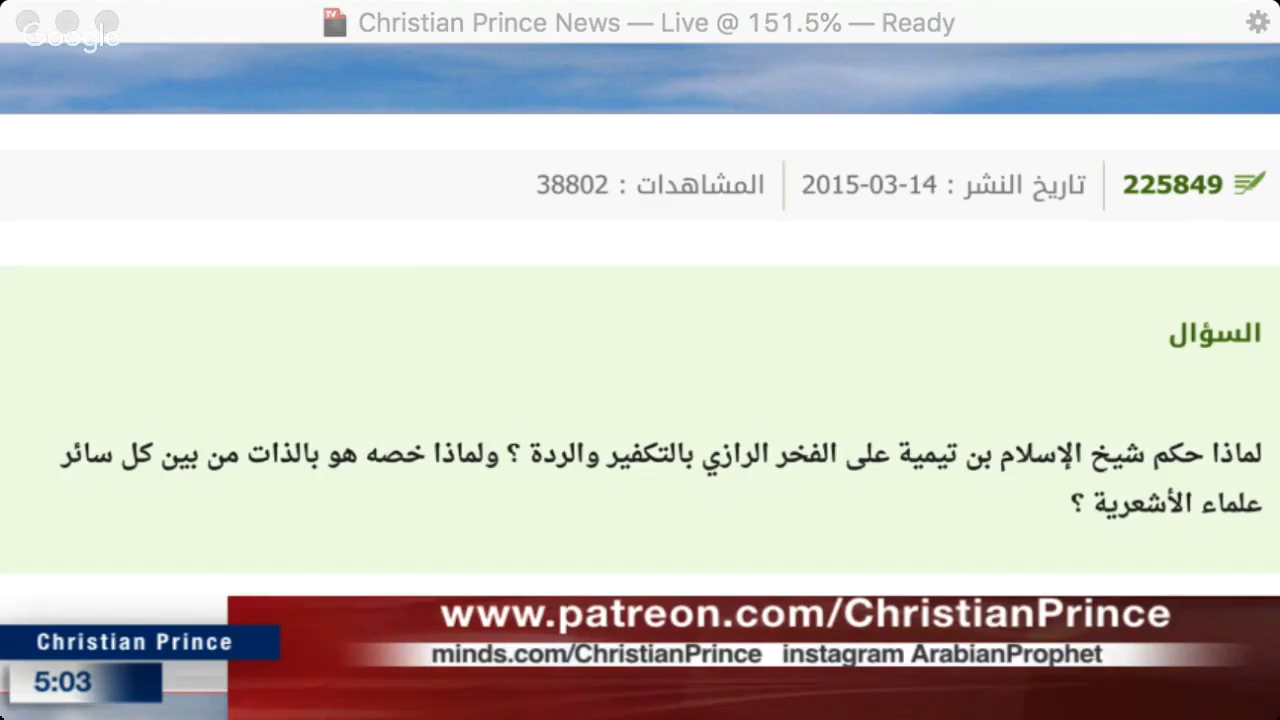 Christian Prince News — Live @ 151.5% — Ready
Google
225849
تاريخ النشر : 14-03-2015
المشاهدات : 38802
السؤال
لماذا حكم شيخ الإسلام بن تيمية على الفخر الرازي بالتكفير والردة ؟ ولماذا خصه هو بالذات من بين كل سائر
علماء الأشعرية ؟
www.patreon.com/ChristianPrince
Christian Prince
minds.com/ChristianPrince instagram ArabianProphet
5:03